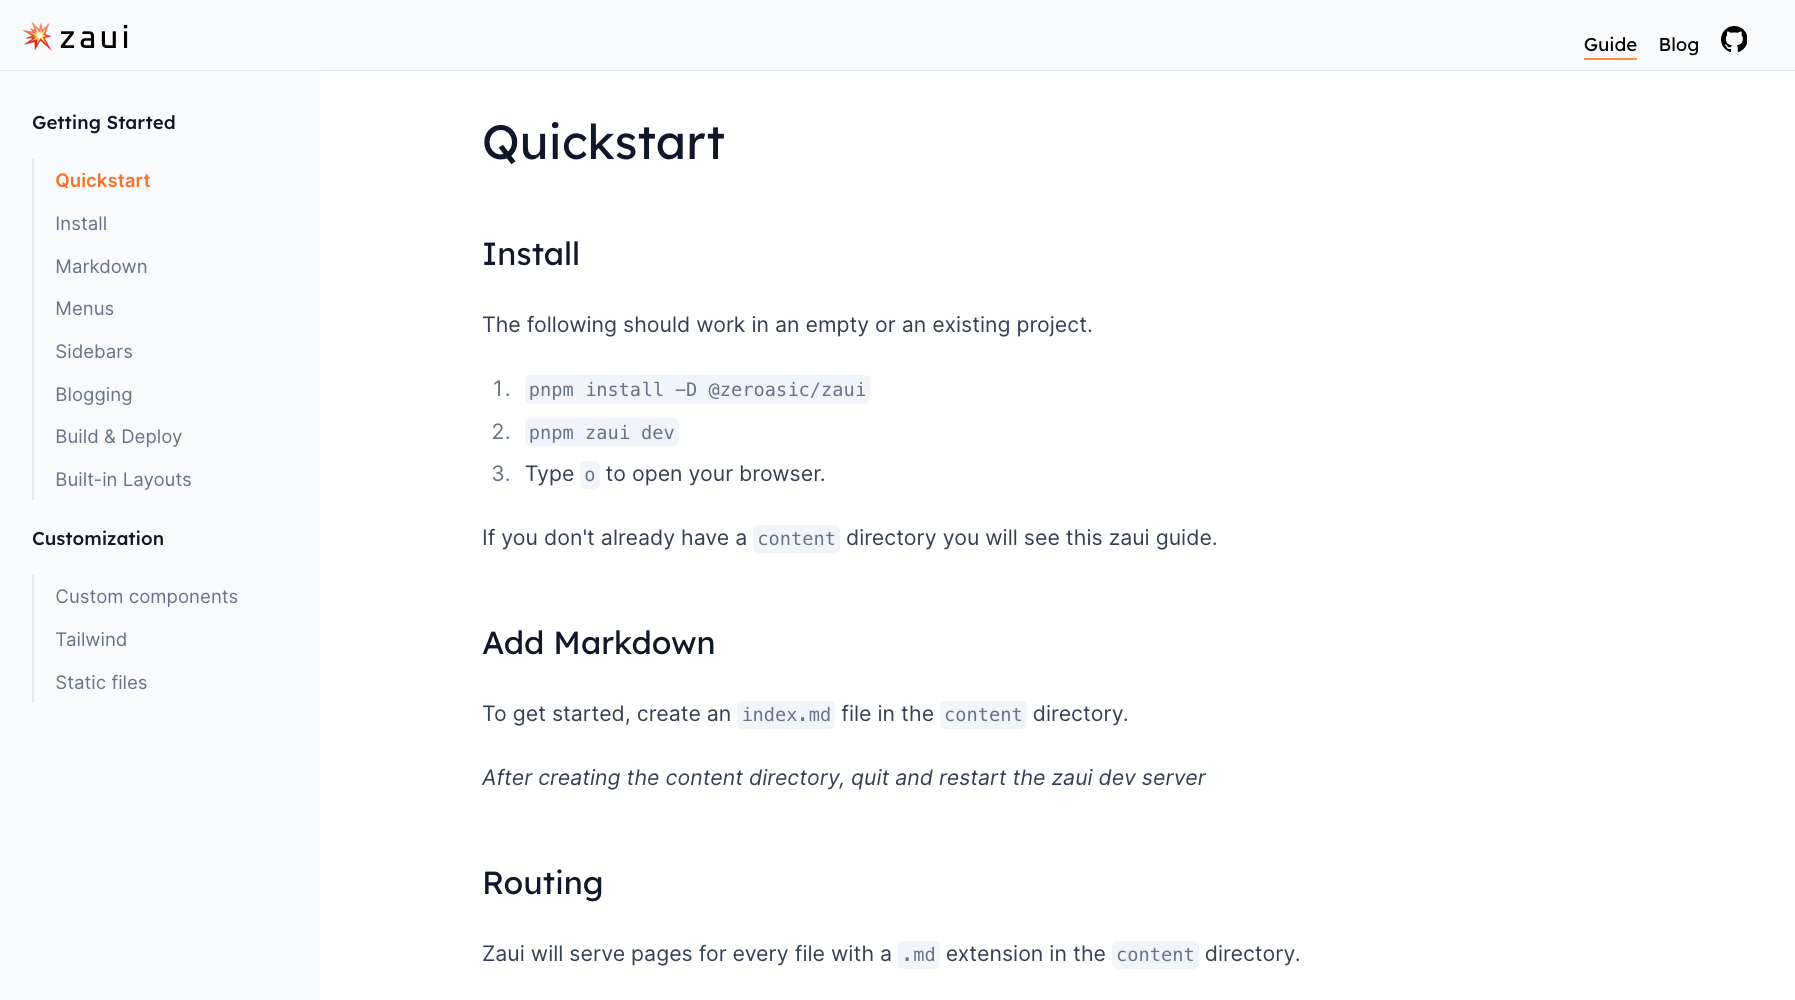 zaui
Guide
Blog
Getting Started
Quickstart
Install
Markdown
Menus
Sidebars
Blogging
Build & Deploy
Built-in Layouts
Customization
Custom components
Tailwind
Static files
Quickstart
Install
The following should work in an empty or an existing project.
1. pnpm install -D @zeroasic/zaui
2. pnpm zaui dev
3. Type o to open your browser.
If you don't already have a content directory you will see this zaui guide.
Add Markdown
To get started, create an index.md file in the content directory.
After creating the content directory, quit and restart the zaui dev server
Routing
Zaui will serve pages for every file with a .md extension in the content directory.